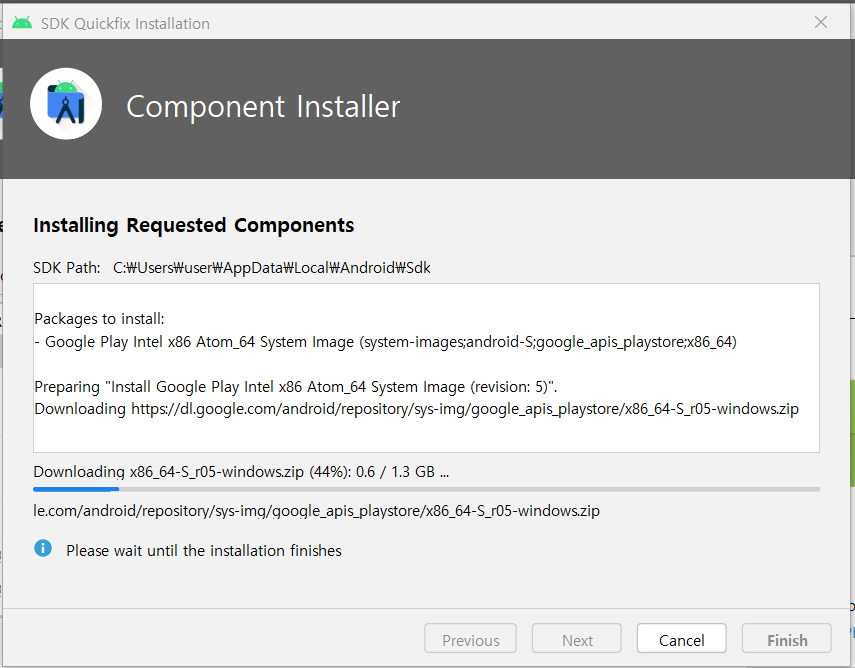 SDK Quickfix Installation
Component Installer
Installing Requested Components
SDK Path: C:₩Users₩user₩AppData₩Local₩Android₩Sdk
Packages to install:
- Google Play Intel x86 Atom_64 System Image (system-images;android-S;google_apis_playstore;x86_64)
Preparing "Install Google Play Intel x86 Atom_64 System Image (revision: 5)".
Downloading https://dl.google.com/android/repository/sys-img/google_apis_playstore/x86_64-S_r05-windows.zip
Downloading x86_64-S_r05-windows.zip (44%): 0.6 / 1.3 GB ...
le.com/android/repository/sys-img/google_apis_playstore/x86_64-S_r05-windows.zip
Please wait until the installation finishes
Previous Next Cancel Finish